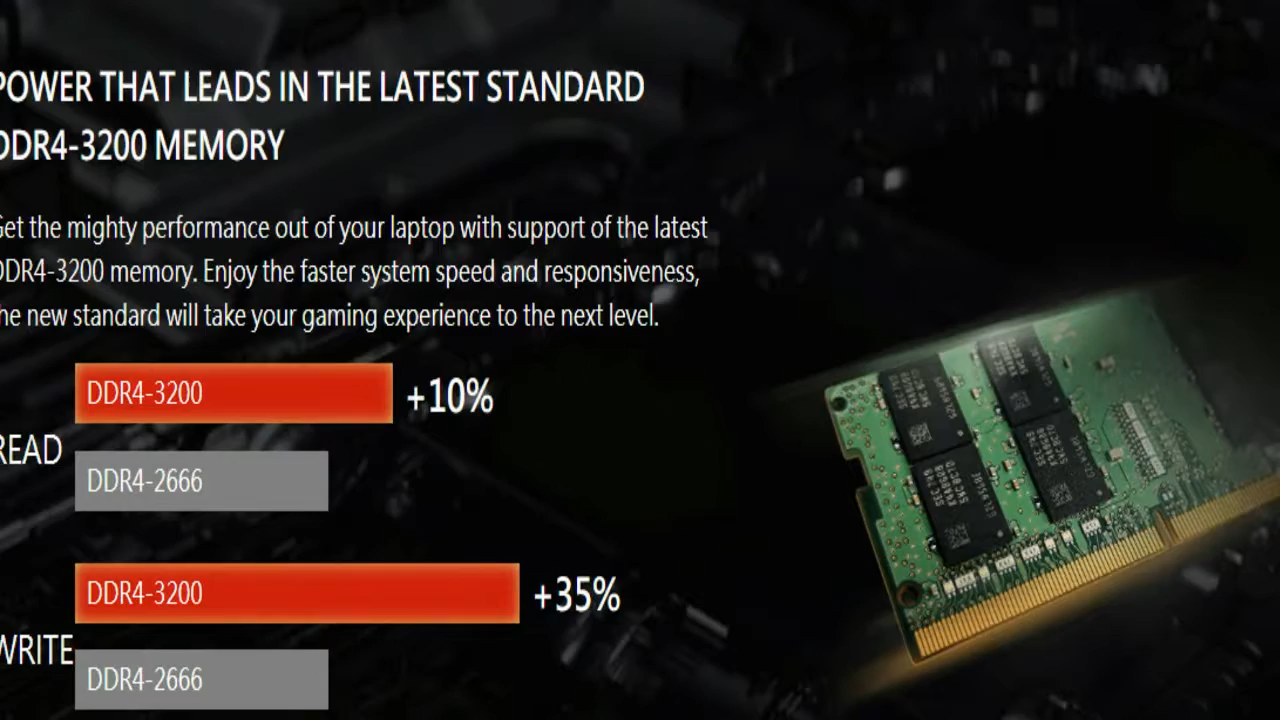 POWER THAT LEADS IN THE LATEST STANDARD
DDR4-3200 MEMORY
Get the mighty performance out of your laptop with support of the latest
DDR4-3200 memory. Enjoy the faster system speed and responsiveness,
the new standard will take your gaming experience to the next level.
DDR4-3200 +10%
READ
DDR4-2666
DDR4-3200 +35%
WRITE
DDR4-2666